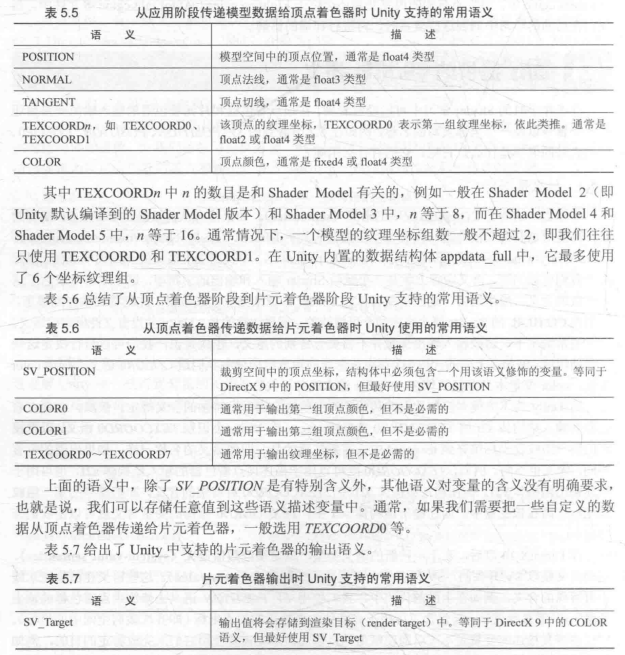 表 5.5 从应用阶段传递模型数据给顶点着色器时 Unity 支持的常用语义
语 义 描 述
POSITION 模型空间中的顶点位置，通常是 float4 类型
NORMAL 顶点法线，通常是 float3 类型
TANGENT 顶点切线，通常是 float4 类型
TEXCOORDn，如 TEXCOORD0、 该顶点的纹理坐标，TEXCOORD0 表示第一组纹理坐标，依此类推。通常是
TEXCOORD1 float2 或 float4 类型
COLOR 顶点颜色，通常是 fixed4 或 float4 类型
其中 TEXCOORDn 中 n 的数目是和 Shader Model 有关的，例如一般在 Shader Model 2（即
Unity 默认编译到的 Shader Model 版本）和 Shader Model 3 中，n 等于 8，而在 Shader Model 4 和
Shader Model 5 中，n 等于 16。通常情况下，一个模型的纹理坐标组数一般不超过 2，即我们往往
只使用 TEXCOORD0 和 TEXCOORD1。在 Unity 内置的数据结构体 appdata_full 中，它最多使用
了 6 个坐标纹理组。
表 5.6 总结了从顶点着色器阶段到片元着色器阶段 Unity 支持的常用语义。
表 5.6 从顶点着色器传递数据给片元着色器时 Unity 使用的常用语义
语 义 描 述
SV_POSITION 裁剪空间中的顶点坐标，结构体中必须包含一个用该语义修饰的变量。等同于
DirectX 9 中的 POSITION，但最好使用 SV_POSITION
COLOR0 通常用于输出第一组顶点颜色，但不是必需的
COLOR1 通常用于输出第二组顶点颜色，但不是必需的
TEXCOORD0～TEXCOORD7 通常用于输出纹理坐标，但不是必需的
上面的语义中，除了 SV_POSITION 是有特别含义外，其他语义对变量的含义没有明确要求，
也就是说，我们可以存储任意值到这些语义描述变量中。通常，如果我们需要把一些自定义的数
据从顶点着色器传递给片元着色器，一般选用 TEXCOORD0 等。
表 5.7 给出了 Unity 中支持的片元着色器的输出语义。
表 5.7 片元着色器输出时 Unity 支持的常用语义
语 义 描 述
SV_Target 输出值将会存储到渲染目标（render target）中。等同于 DirectX 9 中的 COLOR
语义，但最好使用 SV_Target